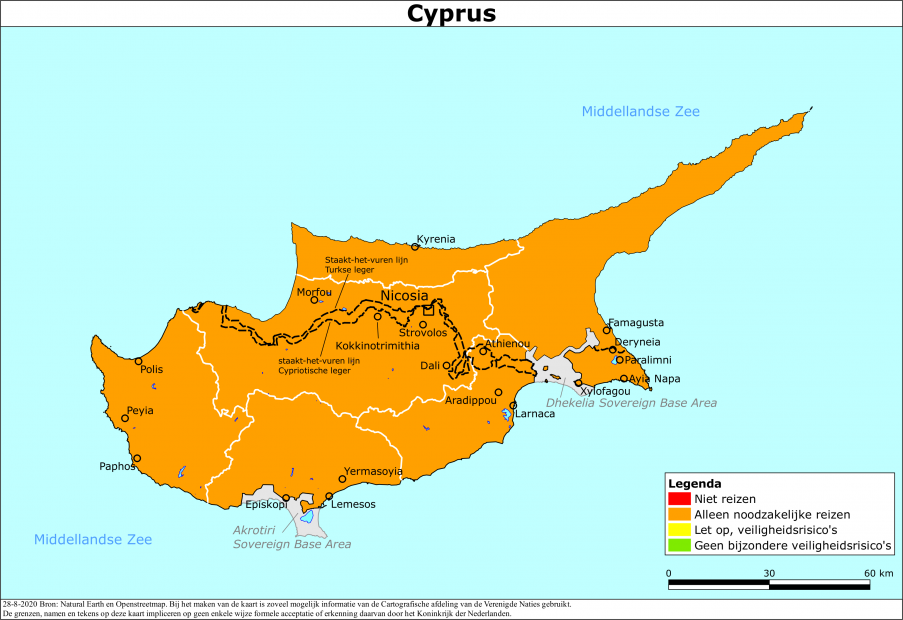 Cyprus
Middellandse Zee
Kyrenia
Staakt-het-vuren lijn
Turkse leger
Morfou
Nicosia
Strovolos
Kokkinotrimithia
Famagusta
Deryneia
Athienou
Paralimni
staakt-het-vuren lijn
Cypriotische leger
Dali
Polis
Ayia Napa
Xylofagou
Aradippou
Dhekelia Sovereign Base Area
Peyia
Larnaca
Paphos
Yermasoyia
Episkopi
Lemesos
Akrotiri
Sovereign Base Area
Middellandse Zee
Legenda
Niet reizen
Alleen noodzakelijke reizen
Let op, veiligheidsrisico's
Geen bijzondere veiligheidsrisico's
0 30 60 km
28-8-2020 Bron: Natural Earth en Openstreetmap. Bij het maken van de kaart is zoveel mogelijk informatie van de Cartografische afdeling van de Verenigde Naties gebruikt.
De grenzen, namen en tekens op deze kaart impliceren op geen enkele wijze formele acceptatie of erkenning daarvan door het Koninkrijk der Nederlanden.